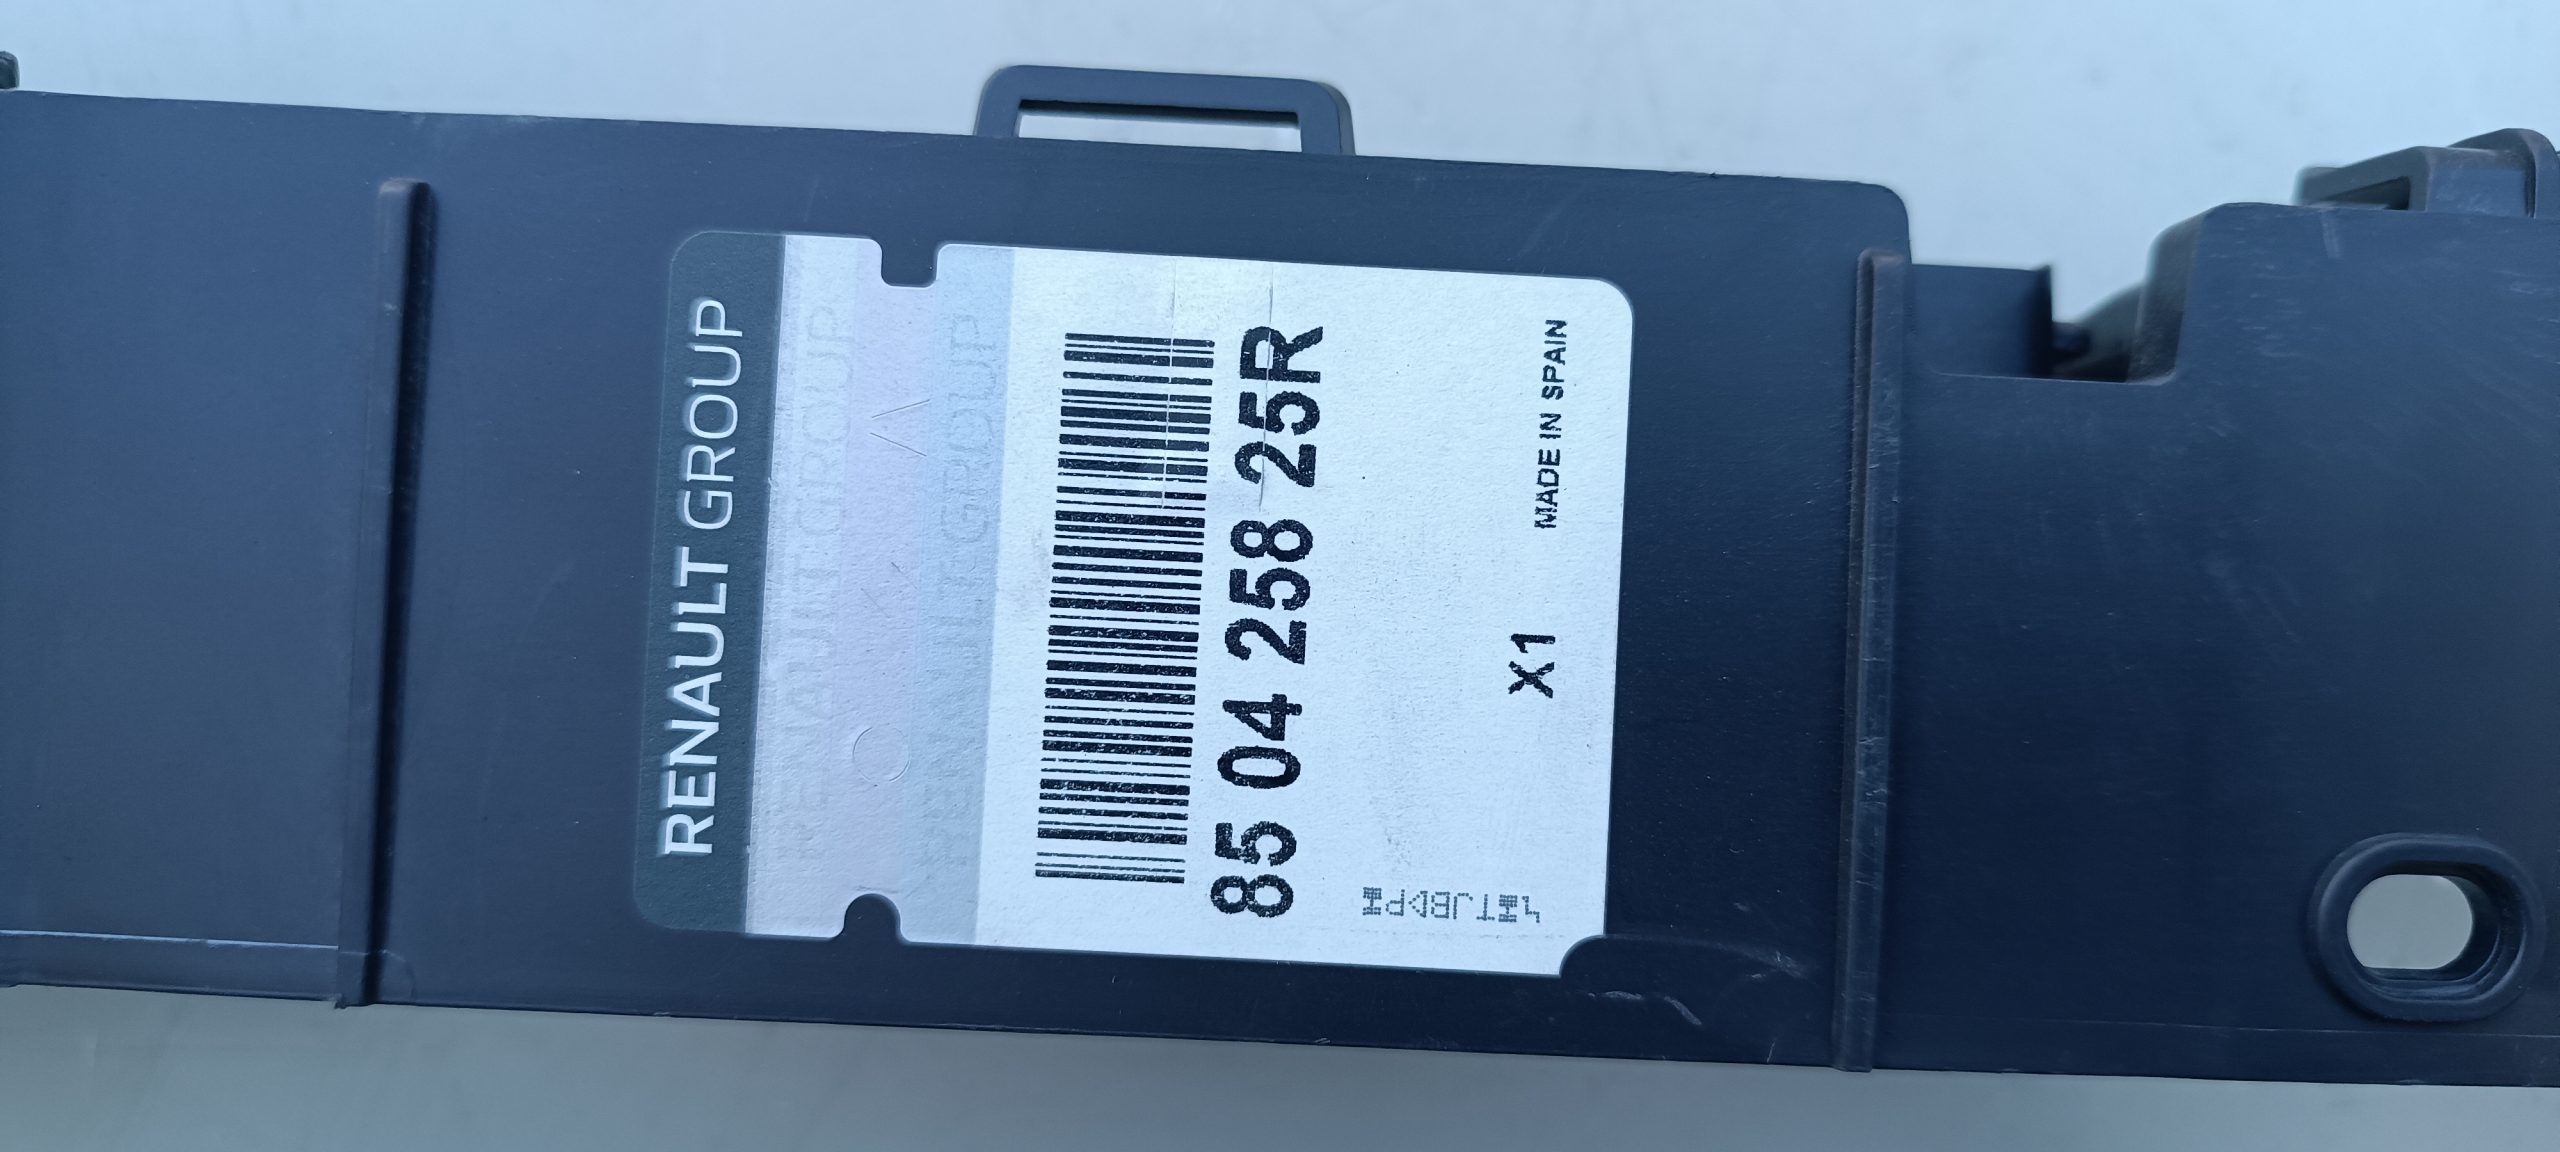 RENAULT GROUP
85 04 258 25R
X1 MADE IN SPAIN